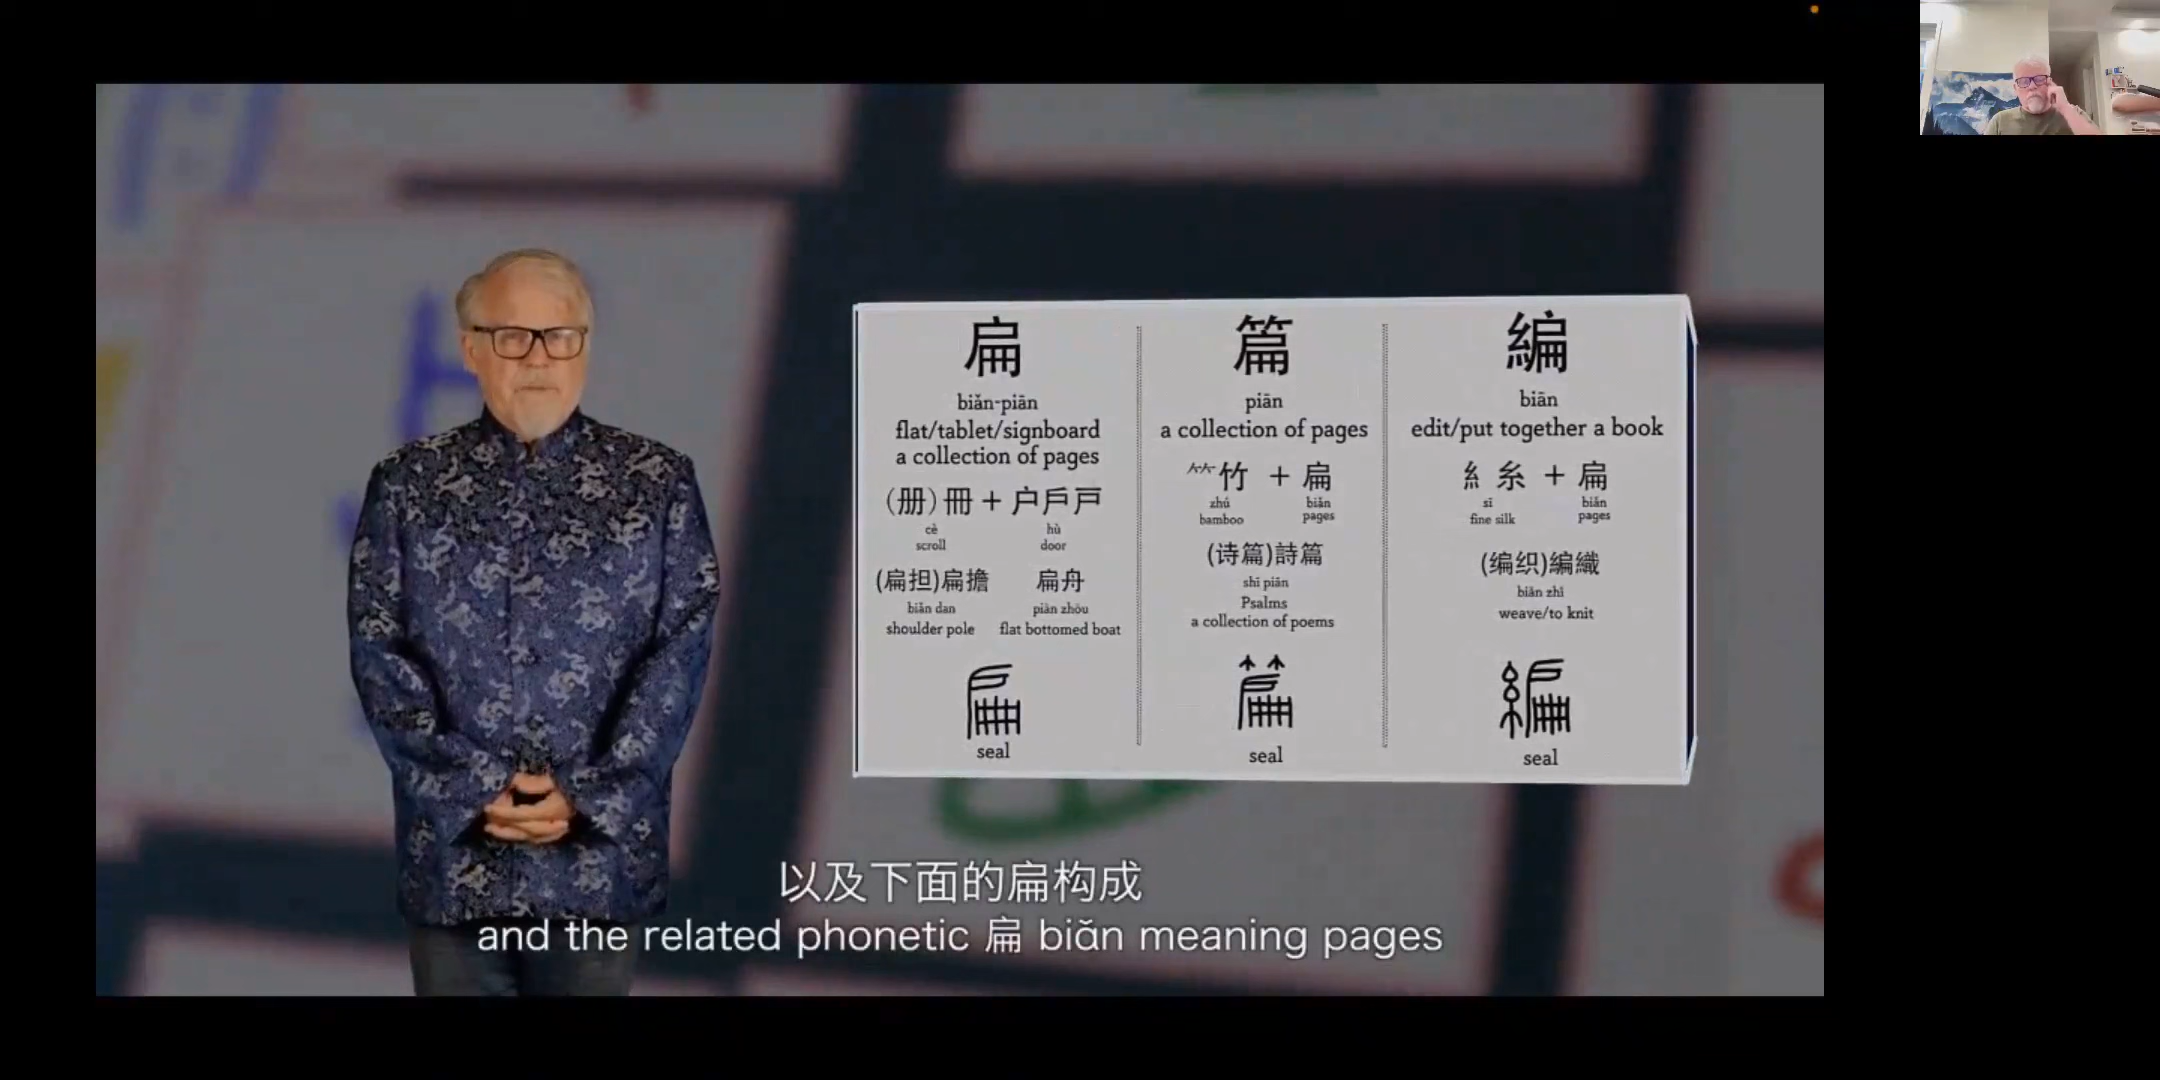 扁
biǎn-piān
flat/tablet/signboard
a collection of pages
(册)冊 + 户戶戸
cè hù
scroll door
(扁担)扁擔 扁舟
biǎn dan piān zhōu
shoulder pole flat bottomed boat
seal
篇
piān
a collection of pages
⺮竹 + 扁
zhú biǎn
bamboo pages
(诗篇)詩篇
shī piān
Psalms
a collection of poems
seal
編
biān
edit/put together a book
糹糸 + 扁
sī biǎn
fine silk pages
(编织)編織
biān zhī
weave/to knit
seal
以及下面的扁构成
and the related phonetic 扁 biǎn meaning pages